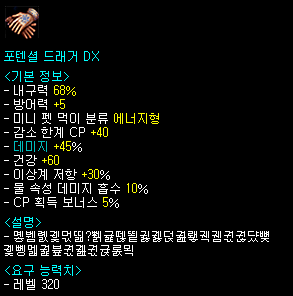 포텐셜 드래거 DX
<기본 정보>
- 내구력 68%
- 방어력 +5
- 미니 펫 먹이 분류 에너지형
- 감소 한계 CP +40
- 데미지 +45%
- 건강 +60
- 이상계 저항 +30%
- 물 속성 데미지 흡수 10%
- CP 획득 보너스 5%
<설명>
<요구 능력치>
- 레벨 320